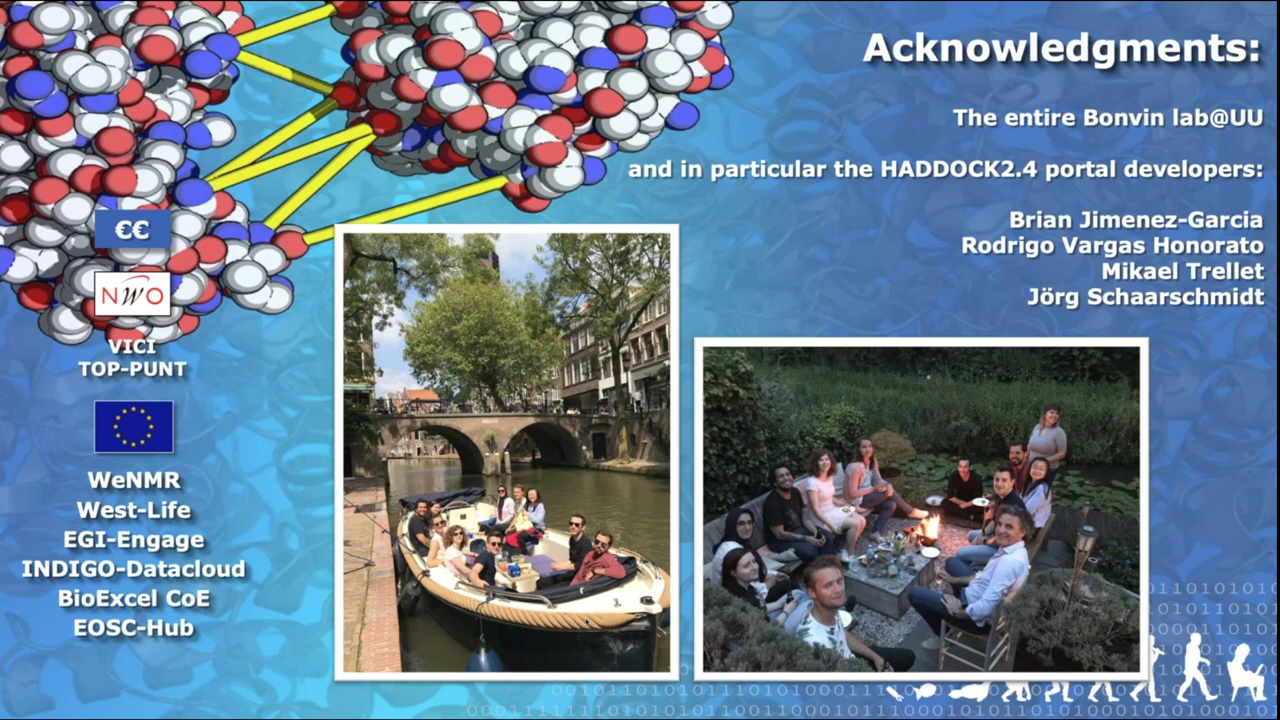 Acknowledgments:
The entire Bonvin lab@UU
and in particular the HADDOCK2.4 portal developers:
Brian Jimenez-Garcia
Rodrigo Vargas Honorato
Mikael Trellet
Jörg Schaarschmidt
€€
NWO
VICI
TOP-PUNT
WeNMR
West-Life
EGI-Engage
INDIGO-Datacloud
BioExcel CoE
EOSC-Hub